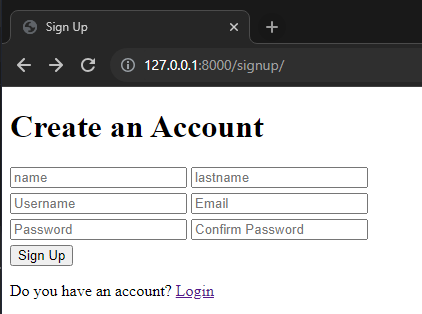 Sign Up
127.0.0.1:8000/signup/
Create an Account
name lastname
Username Email
Password Confirm Password
Sign Up
Do you have an account? Login